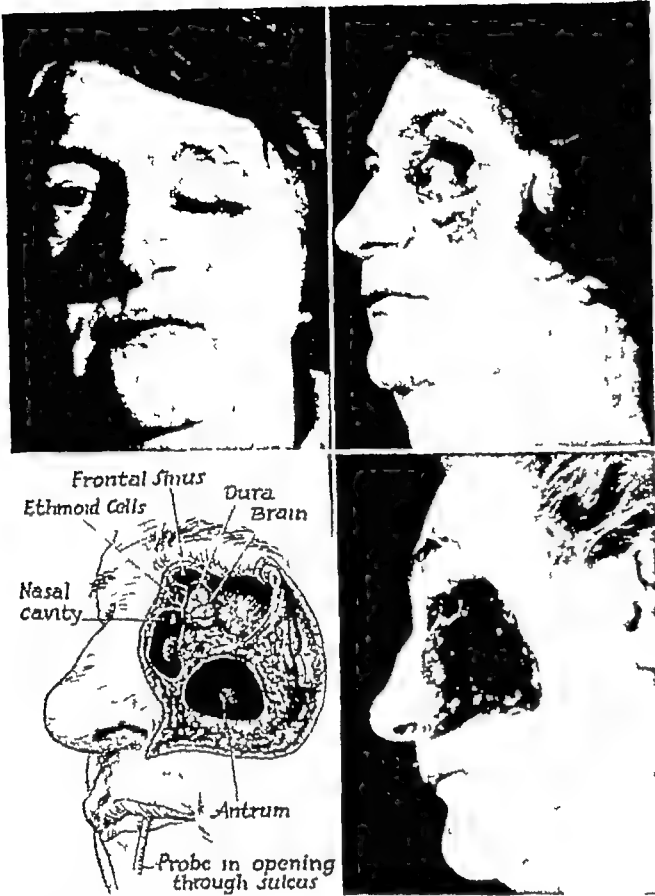 Frontal Sinus
Ethmoid Cells
Dura
Brain
Nasal
cavity
Antrum
Probe in opening
through sulcus